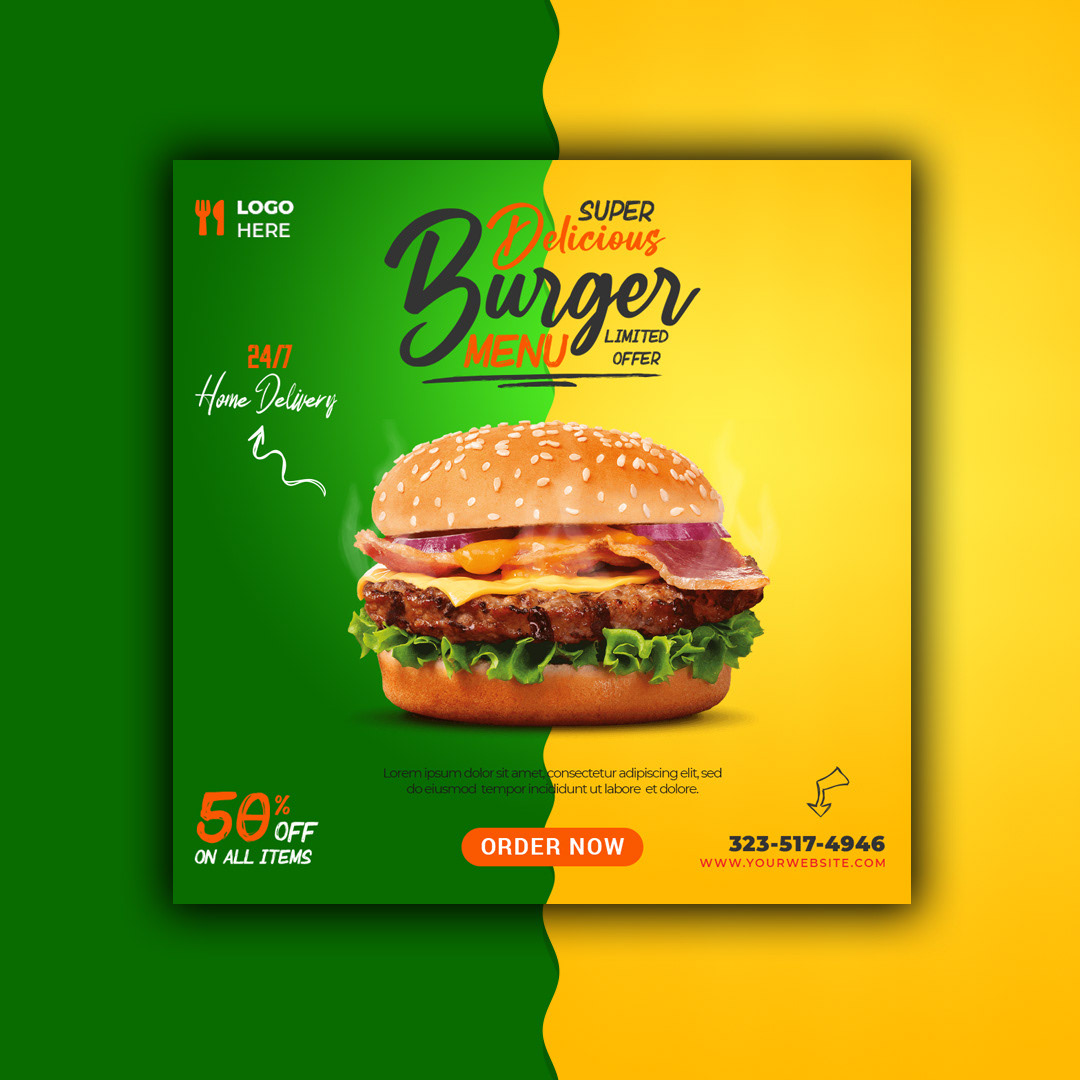 LOGO
HERE
SUPER
Delicious
Burger
MENU
LIMITED
OFFER
24/7
Home Delivery
Lorem ipsum dolor sit amet, consectetur adipiscing elit, sed
do eiusmod tempor incididunt ut labore et dolore.
50%
OFF
ON ALL ITEMS
ORDER NOW
323-517-4946
WWW.YOURWEBSITE.COM